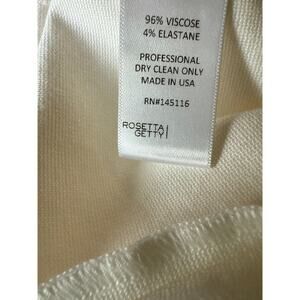 96% VISCOSE
4% ELASTANE
PROFESSIONAL
DRY CLEAN ONLY
MADE IN USA
RN#145116
ROSETTA
GETTY